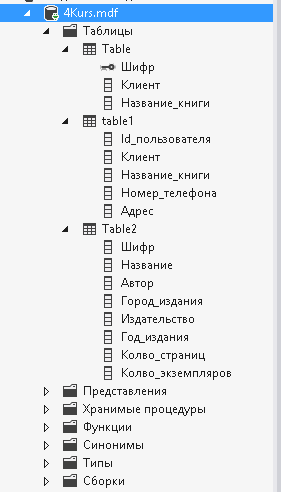 4Kurs.mdf
Таблицы
Table
Шифр
Клиент
Название_книги
table1
Id_пользователя
Клиент
Название_книги
Номер_телефона
Адрес
Table2
Шифр
Название
Автор
Город_издания
Издательство
Год_издания
Колво_страниц
Колво_экземпляров
Представления
Хранимые процедуры
Функции
Синонимы
Типы
Сборки